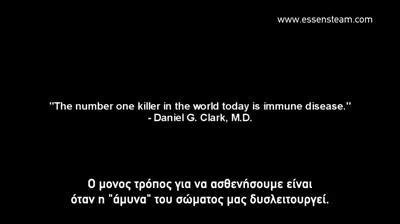 www.essensteam.com
"The number one killer in the world today is immune disease."
- Daniel G. Clark, M.D.
Ο μονος τρόπος για να ασθενήσουμε είναι
όταν η "άμυνα" του σώματος μας δυσλειτουργεί.